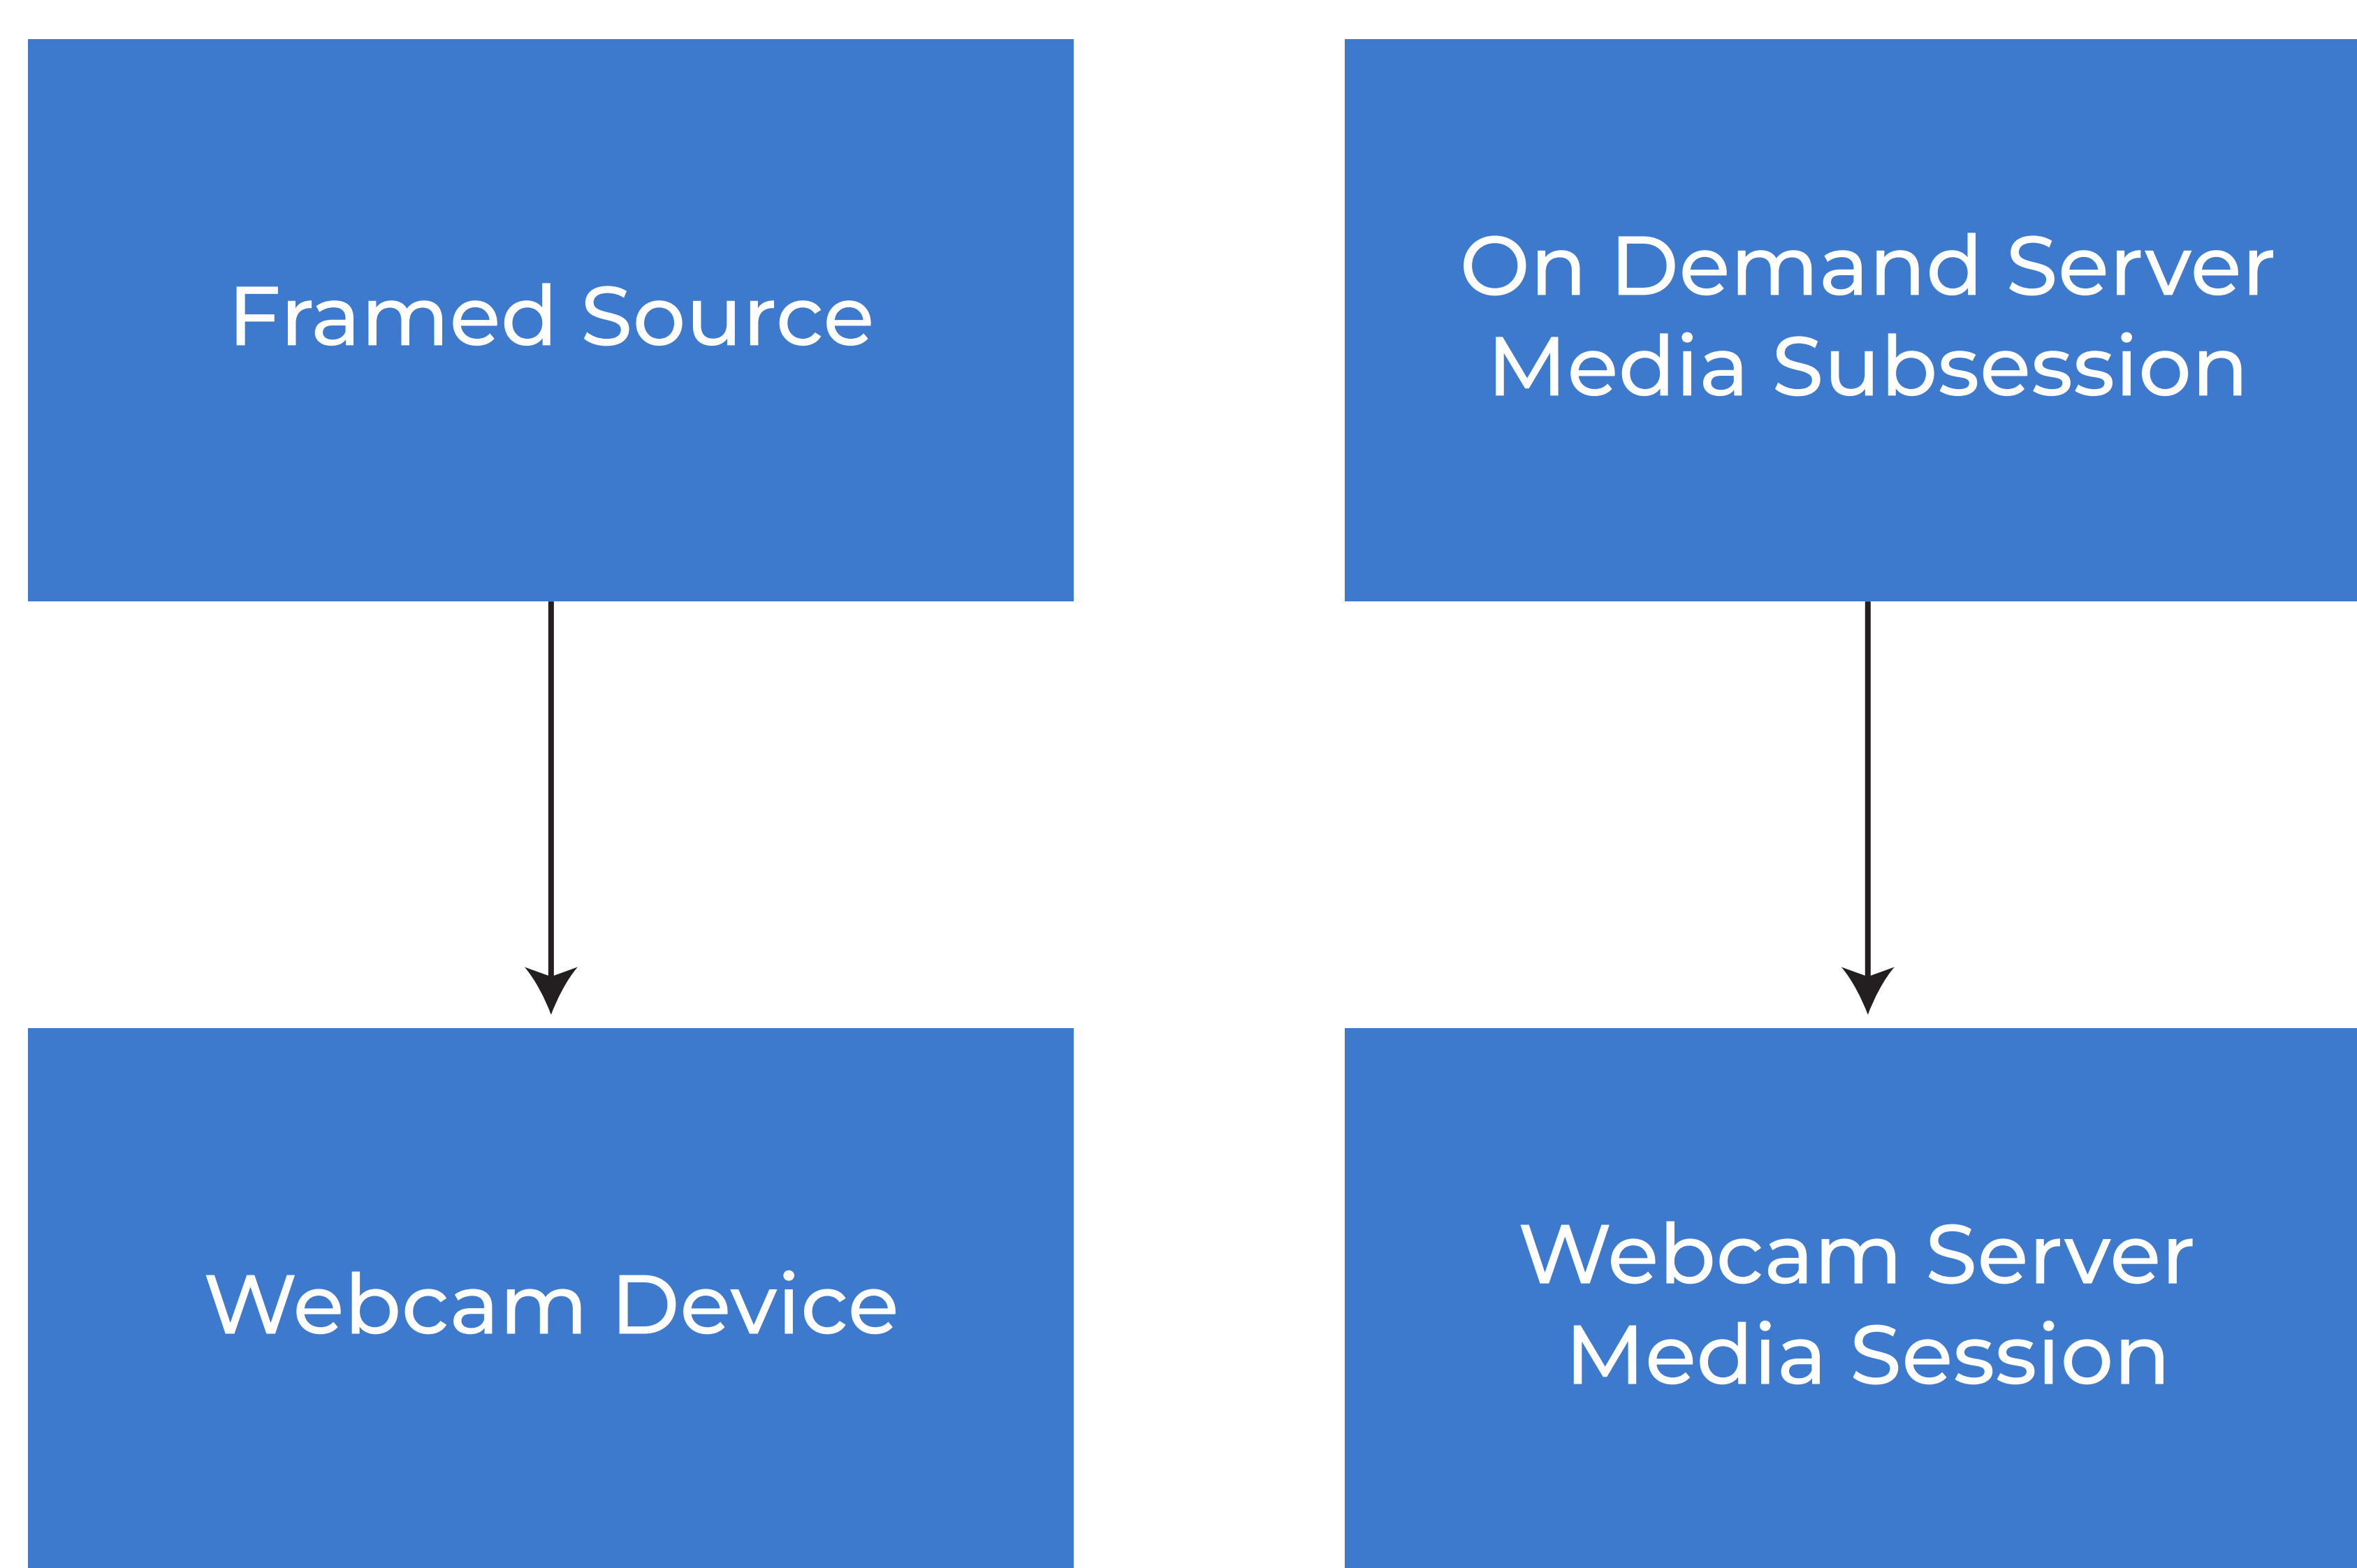 Framed Source
On Demand Server
Media Subsession
Webcam Device
Webcam Server
Media Session